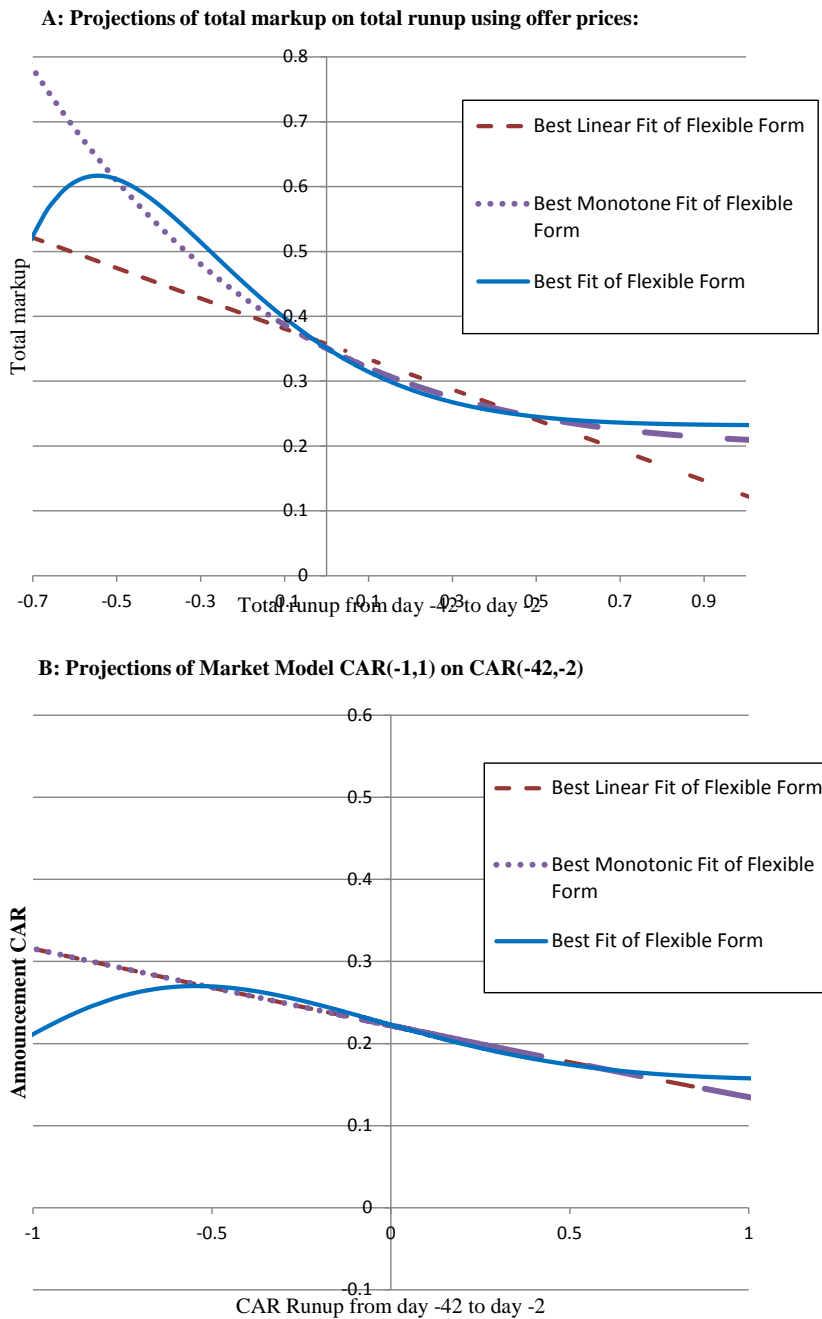 A: Projections of total markup on total runup using offer prices:
0.8
0.7
0.6
0.5
0.4
0.3
0.2
0.1
0
Total markup
Best Linear Fit of Flexible Form
Best Monotone Fit of Flexible
Form
Best Fit of Flexible Form
-0.7 -0.5 -0.3 -0.1 0.1 0.3 0.5 0.7 0.9
Total runup from day -42 to day -2
B: Projections of Market Model CAR(-1,1) on CAR(-42,-2)
0.6
0.5
0.4
0.3
0.2
0.1
0
-0.1
Announcement CAR
Best Linear Fit of Flexible Form
Best Monotonic Fit of Flexible
Form
Best Fit of Flexible Form
-1 -0.5 0 0.5 1
CAR Runup from day -42 to day -2